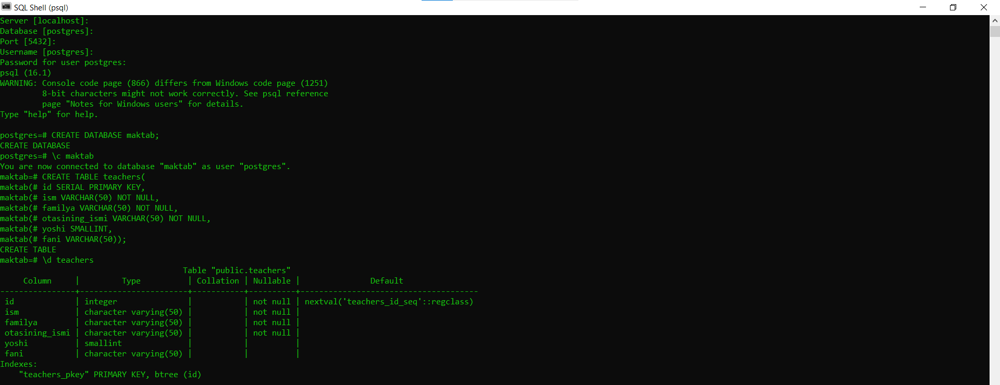 SQL Shell (psql)
Server [localhost]:
Database [postgres]:
Port [5432]:
Username [postgres]:
Password for user postgres:
psql (16.1)
WARNING: Console code page (866) differs from Windows code page (1251)
         8-bit characters might not work correctly. See psql reference
         page "Notes for Windows users" for details.
Type "help" for help.

postgres=# CREATE DATABASE maktab;
CREATE DATABASE
postgres=# \c maktab
You are now connected to database "maktab" as user "postgres".
maktab=# CREATE TABLE teachers(
maktab(# id SERIAL PRIMARY KEY,
maktab(# ism VARCHAR(50) NOT NULL,
maktab(# familya VARCHAR(50) NOT NULL,
maktab(# otasining_ismi VARCHAR(50) NOT NULL,
maktab(# yoshi SMALLINT,
maktab(# fani VARCHAR(50));
CREATE TABLE
maktab=# \d teachers
                                       Table "public.teachers"
     Column     |         Type          | Collation | Nullable |               Default
----------------+-----------------------+-----------+----------+--------------------------------------
 id             | integer               |           | not null | nextval('teachers_id_seq'::regclass)
 ism            | character varying(50) |           | not null |
 familya        | character varying(50) |           | not null |
 otasining_ismi | character varying(50) |           | not null |
 yoshi          | smallint              |           |          |
 fani           | character varying(50) |           |          |
Indexes:
    "teachers_pkey" PRIMARY KEY, btree (id)